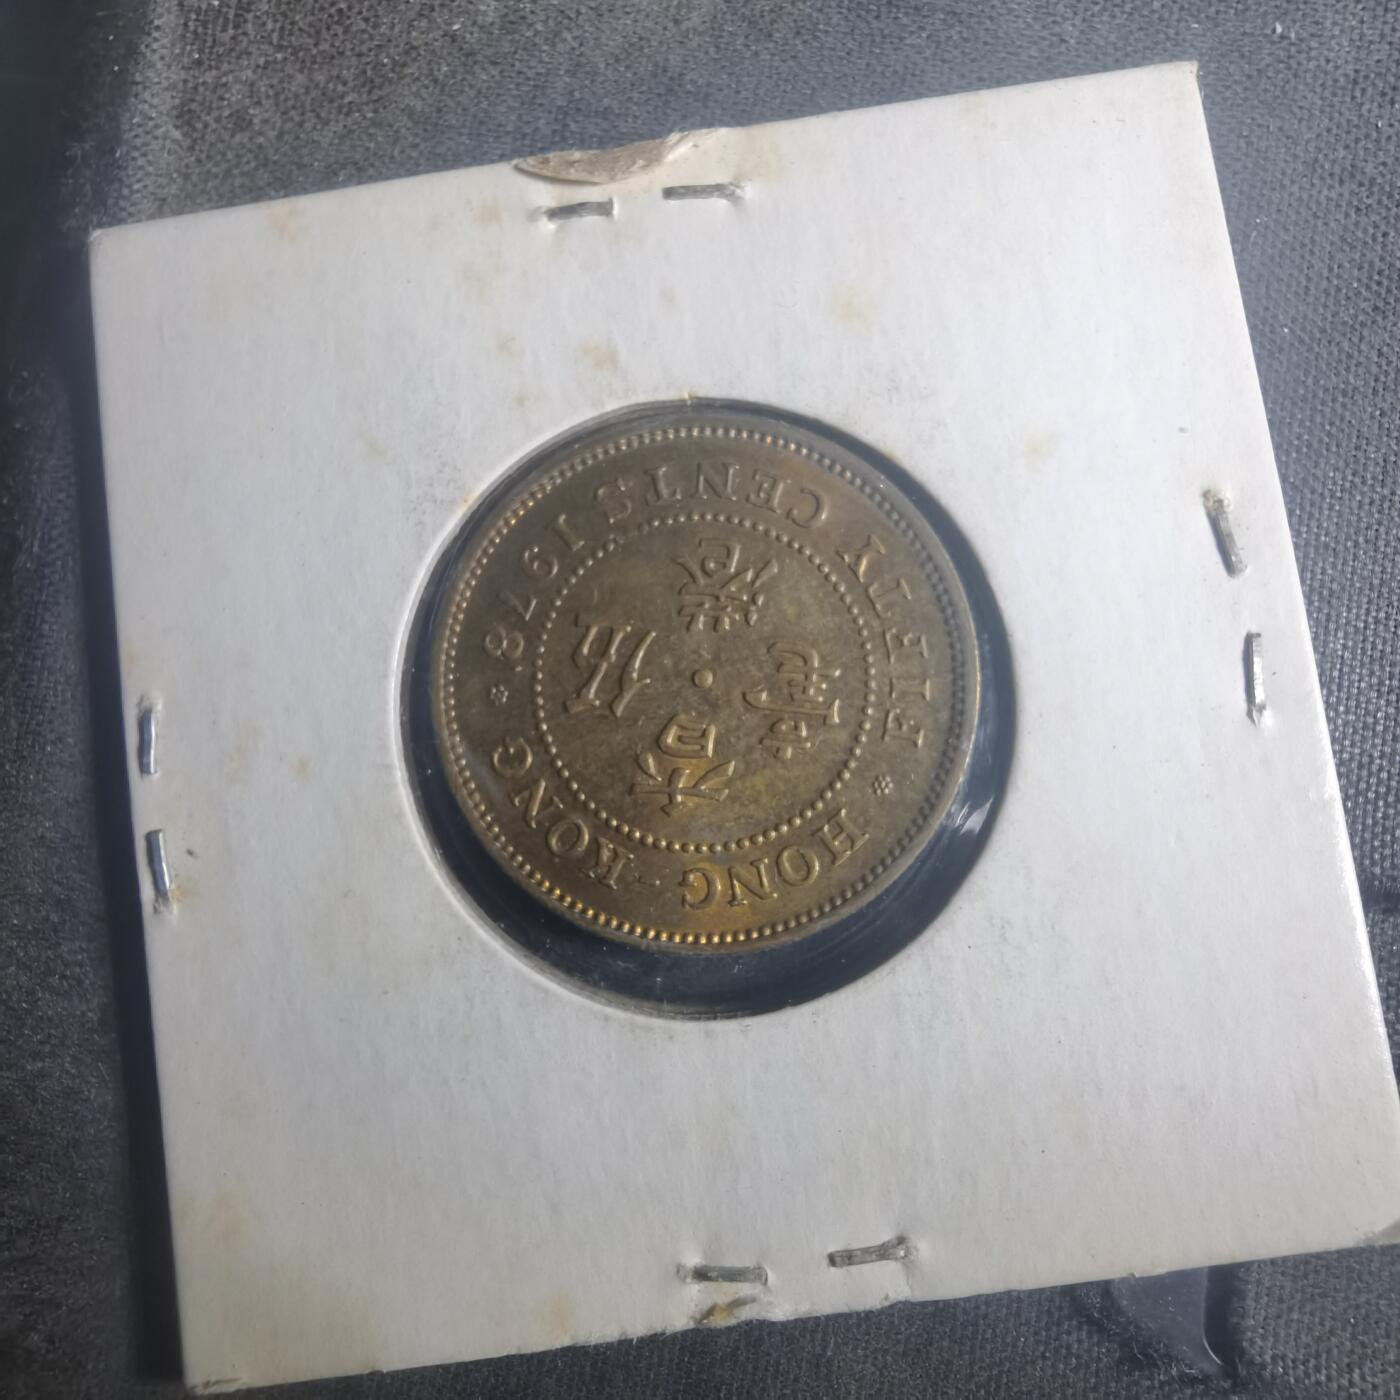 HONG-KONG
FIFTY CENTS 1978
香港伍毫